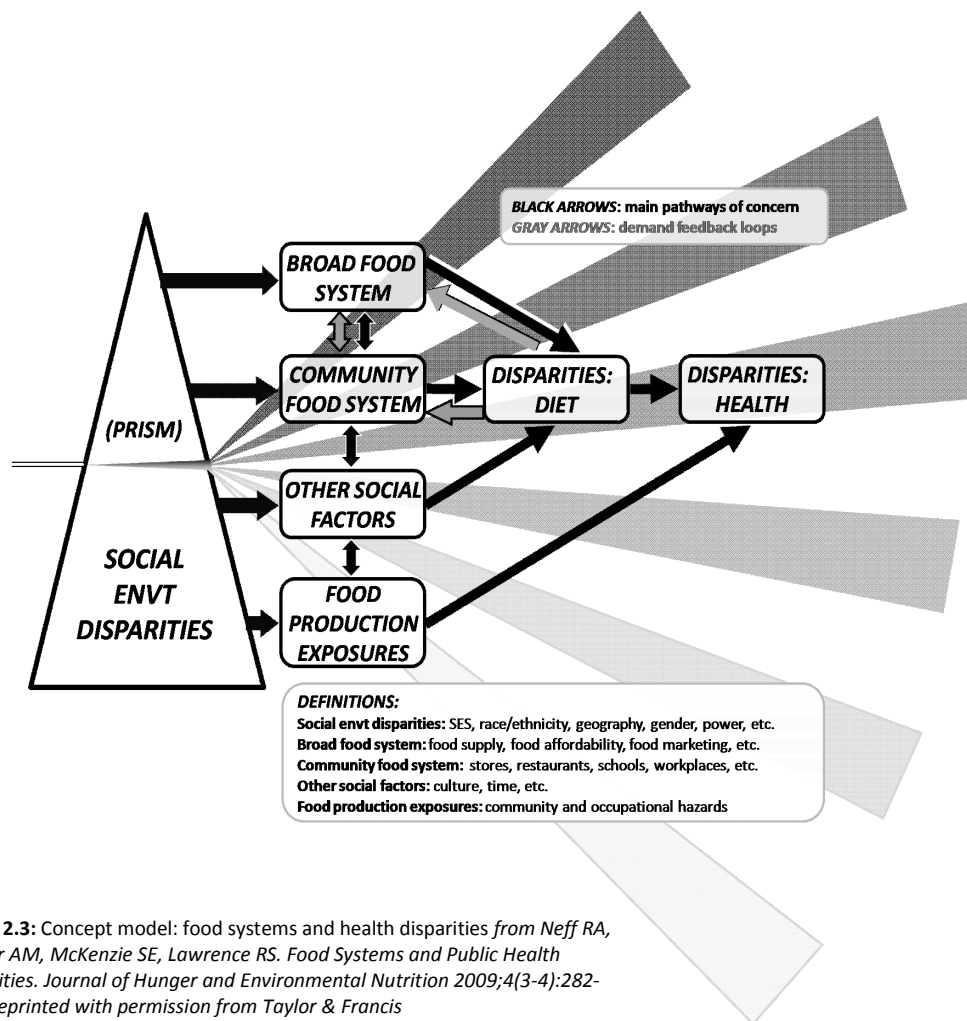 BLACK ARROWS: main pathways of concern
GRAY ARROWS: demand feedback loops
BROAD FOOD
SYSTEM
COMMUNITY
FOOD SYSTEM
DISPARITIES:
DIET
DISPARITIES:
HEALTH
(PRISM)
OTHER SOCIAL
FACTORS
SOCIAL
ENVT
DISPARITIES
FOOD
PRODUCTION
EXPOSURES
DEFINITIONS:
Social envt disparities: SES, race/ethnicity, geography, gender, power, etc.
Broad food system: food supply, food affordability, food marketing, etc.
Community food system: stores, restaurants, schools, workplaces, etc.
Other social factors: culture, time, etc.
Food production exposures: community and occupational hazards
2.3: Concept model: food systems and health disparities from Neff RA,
r AM, McKenzie SE, Lawrence RS. Food Systems and Public Health
ities. Journal of Hunger and Environmental Nutrition 2009;4(3-4):282-
eprinted with permission from Taylor & Francis